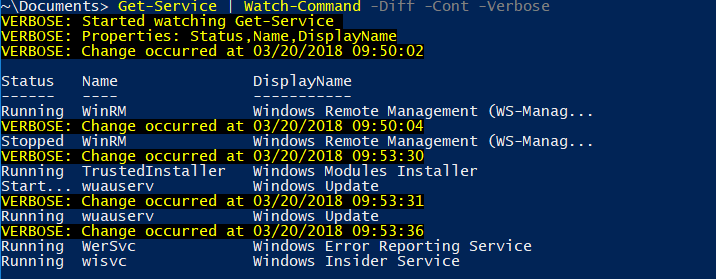 ~\Documents> Get-Service | Watch-Command -Diff -Cont -Verbose
VERBOSE: Started watching Get-Service
VERBOSE: Properties: Status,Name,DisplayName
VERBOSE: Change occurred at 03/20/2018 09:50:02
Status   Name               DisplayName
------   ----               -----------
Running  WinRM              Windows Remote Management (WS-Manag...
VERBOSE: Change occurred at 03/20/2018 09:50:04
Stopped  WinRM              Windows Remote Management (WS-Manag...
VERBOSE: Change occurred at 03/20/2018 09:53:30
Running  TrustedInstaller   Windows Modules Installer
Start... wuauserv           Windows Update
VERBOSE: Change occurred at 03/20/2018 09:53:31
Running  wuauserv           Windows Update
VERBOSE: Change occurred at 03/20/2018 09:53:36
Running  WerSvc             Windows Error Reporting Service
Running  wisvc              Windows Insider Service